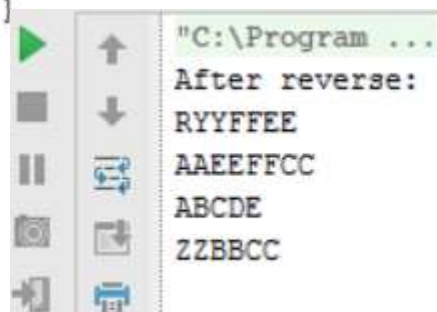 "C:\Program ...
After reverse:
RYYFFEE
AAEEFFCC
ABCDE
ZZBBCC